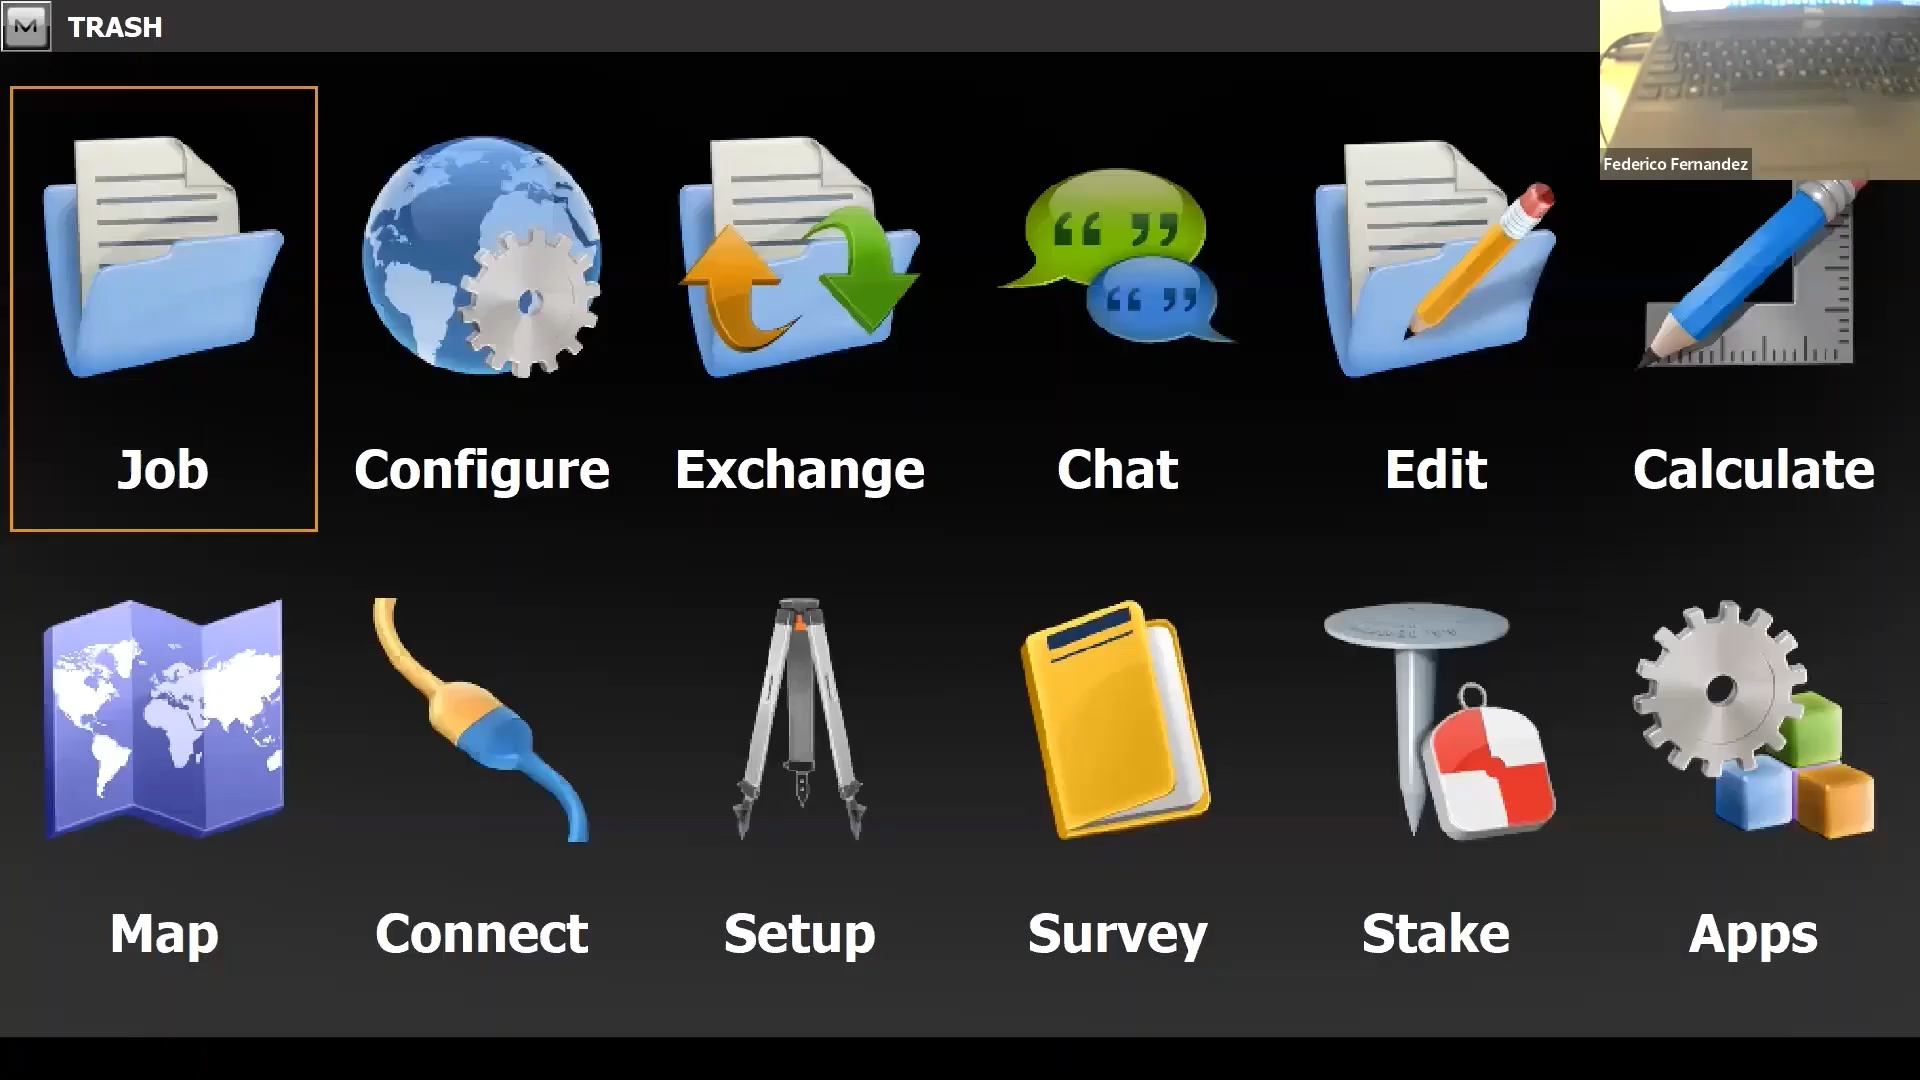 TRASH
Federico Fernandez
Job
Configure
Exchange
Chat
Edit
Calculate
Map
Connect
Setup
Survey
Stake
Apps